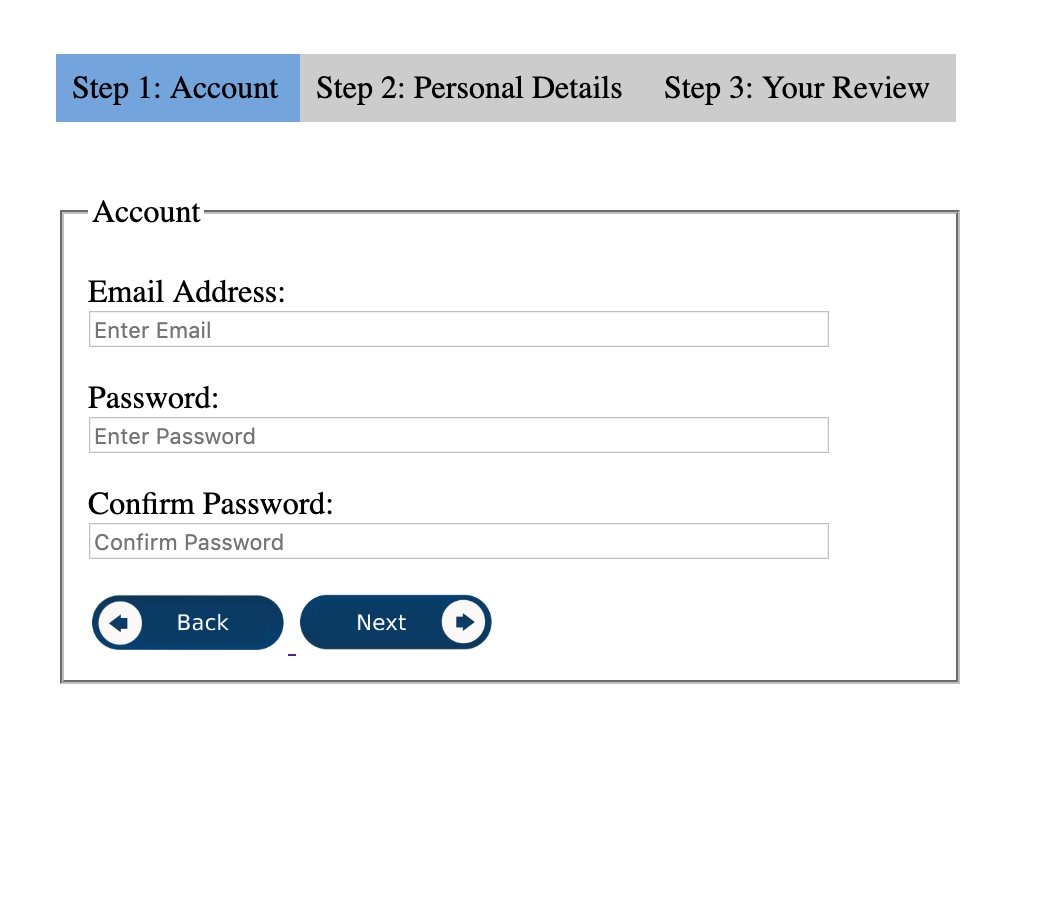 Step 1: Account Step 2: Personal Details Step 3: Your Review
Account
Email Address:
Enter Email
Password:
Enter Password
Confirm Password:
Confirm Password
Back Next